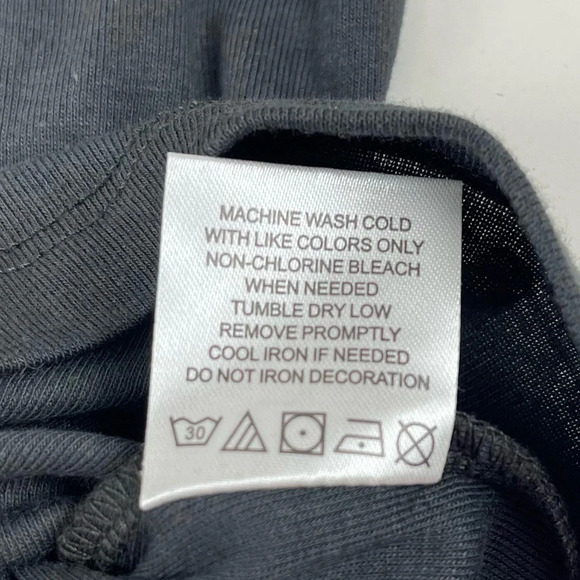 MACHINE WASH COLD
WITH LIKE COLORS ONLY
NON-CHLORINE BLEACH
WHEN NEEDED
TUMBLE DRY LOW
REMOVE PROMPTLY
COOL IRON IF NEEDED
DO NOT IRON DECORATION
30